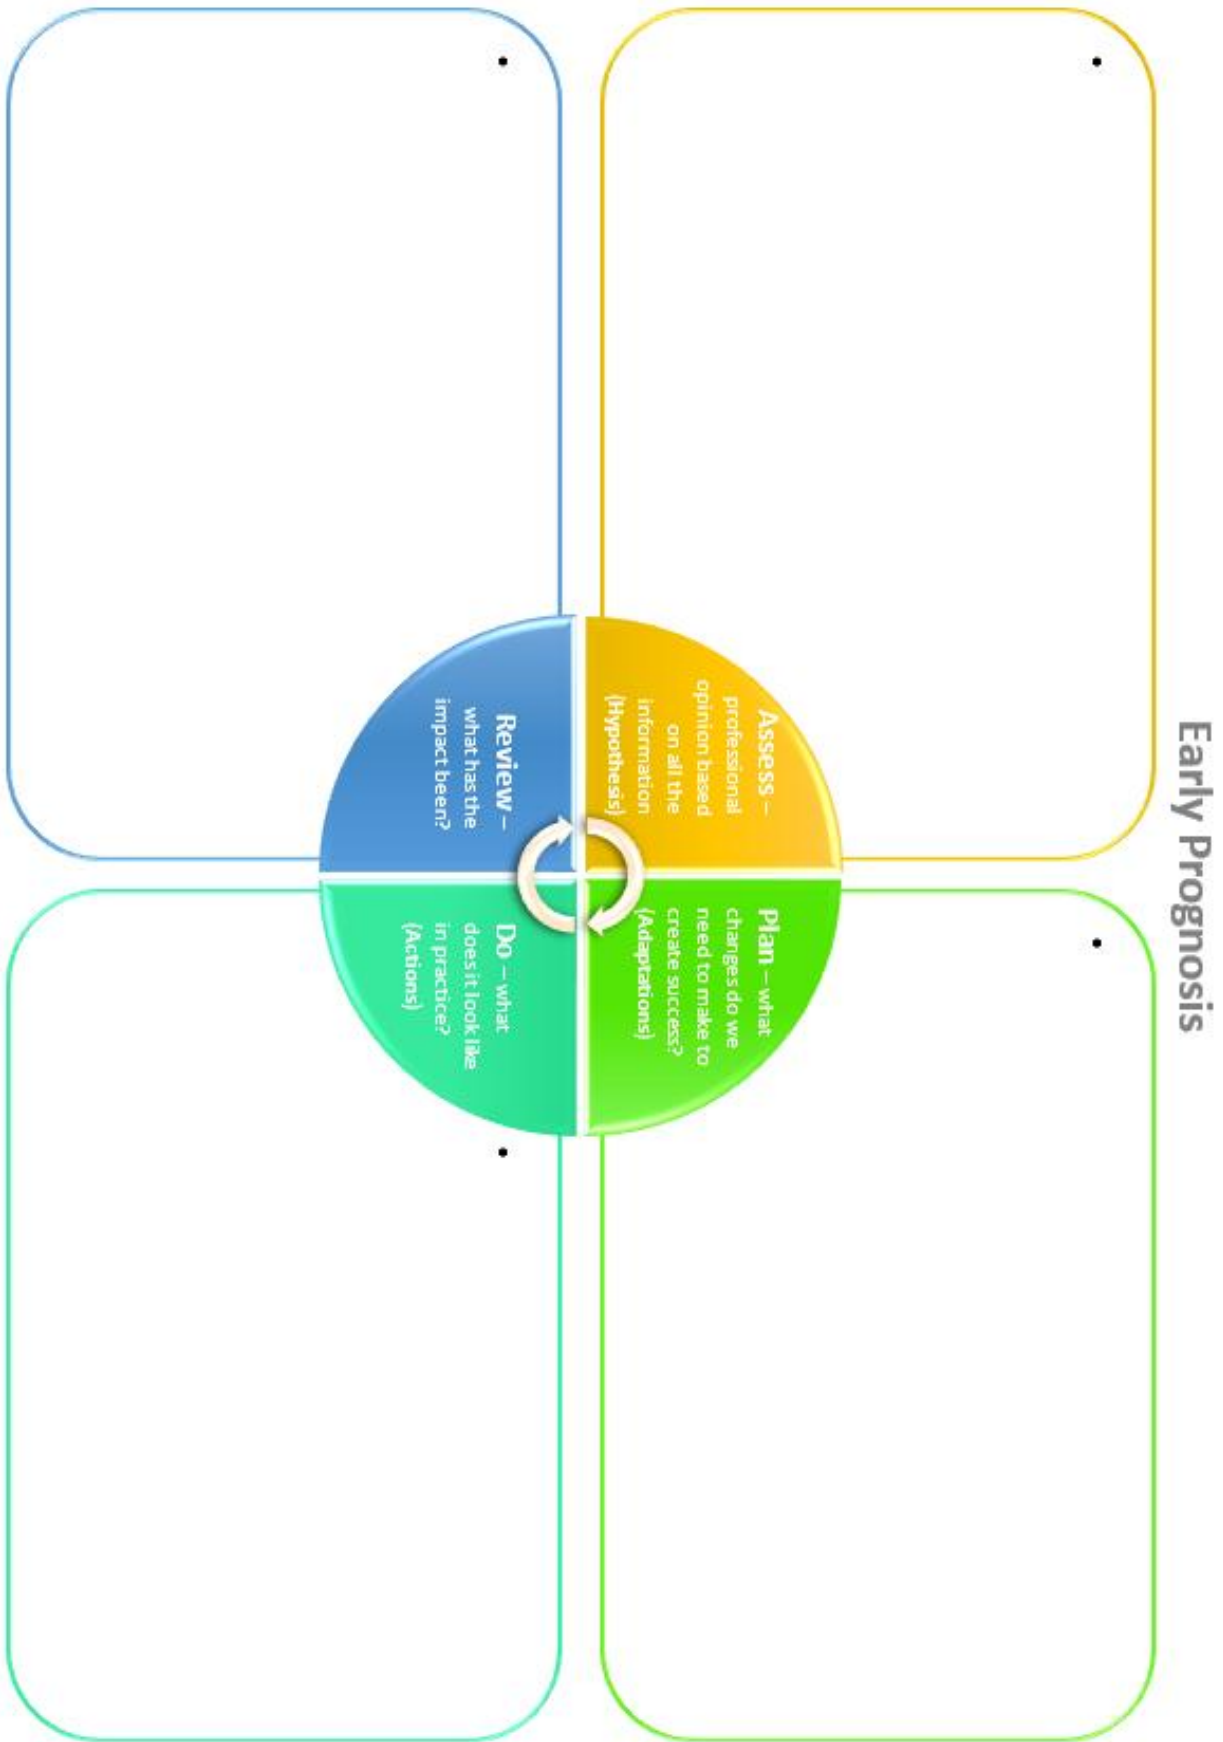 Early Prognosis
•
•
Assess –
professional
opinion based
on all the
information
(Hypothesis)
Plan – what
changes do we
need to make to
create success?
(Adaptations)
•
Review –
what has the
impact been?
Do – what
does it look like
in practice?
(Actions)
•